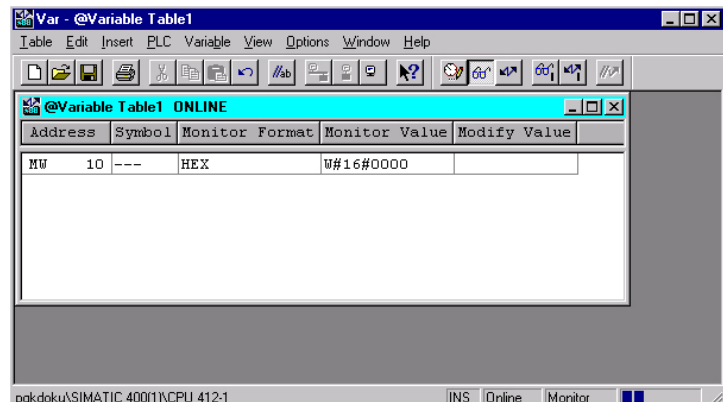 Var - @Variable Table1
Table Edit Insert PLC Variable View Options Window Help
@Variable Table1 ONLINE
Address Symbol Monitor Format Monitor Value Modify Value
MW 10 --- HEX W#16#0000
pgkdoku\SIMATIC 400(1)\CPU 412-1 INS Online Monitor